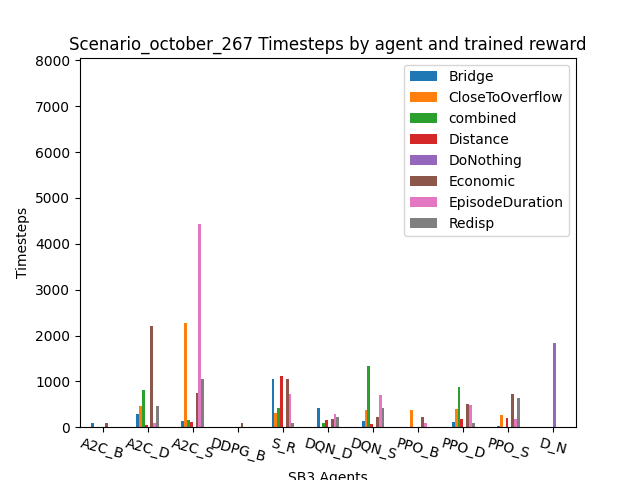 Scenario_october_267 Timesteps by agent and trained reward
8000
7000
6000
5000
4000
3000
2000
1000
0
Timesteps
Bridge
CloseToOverflow
combined
Distance
DoNothing
Economic
EpisodeDuration
Redisp
A2C_B
A2C_D
A2C_S
DDPG_B
S_R
DQN_D
DQN_S
PPO_B
PPO_D
PPO_S
D_N
SB3 Agents